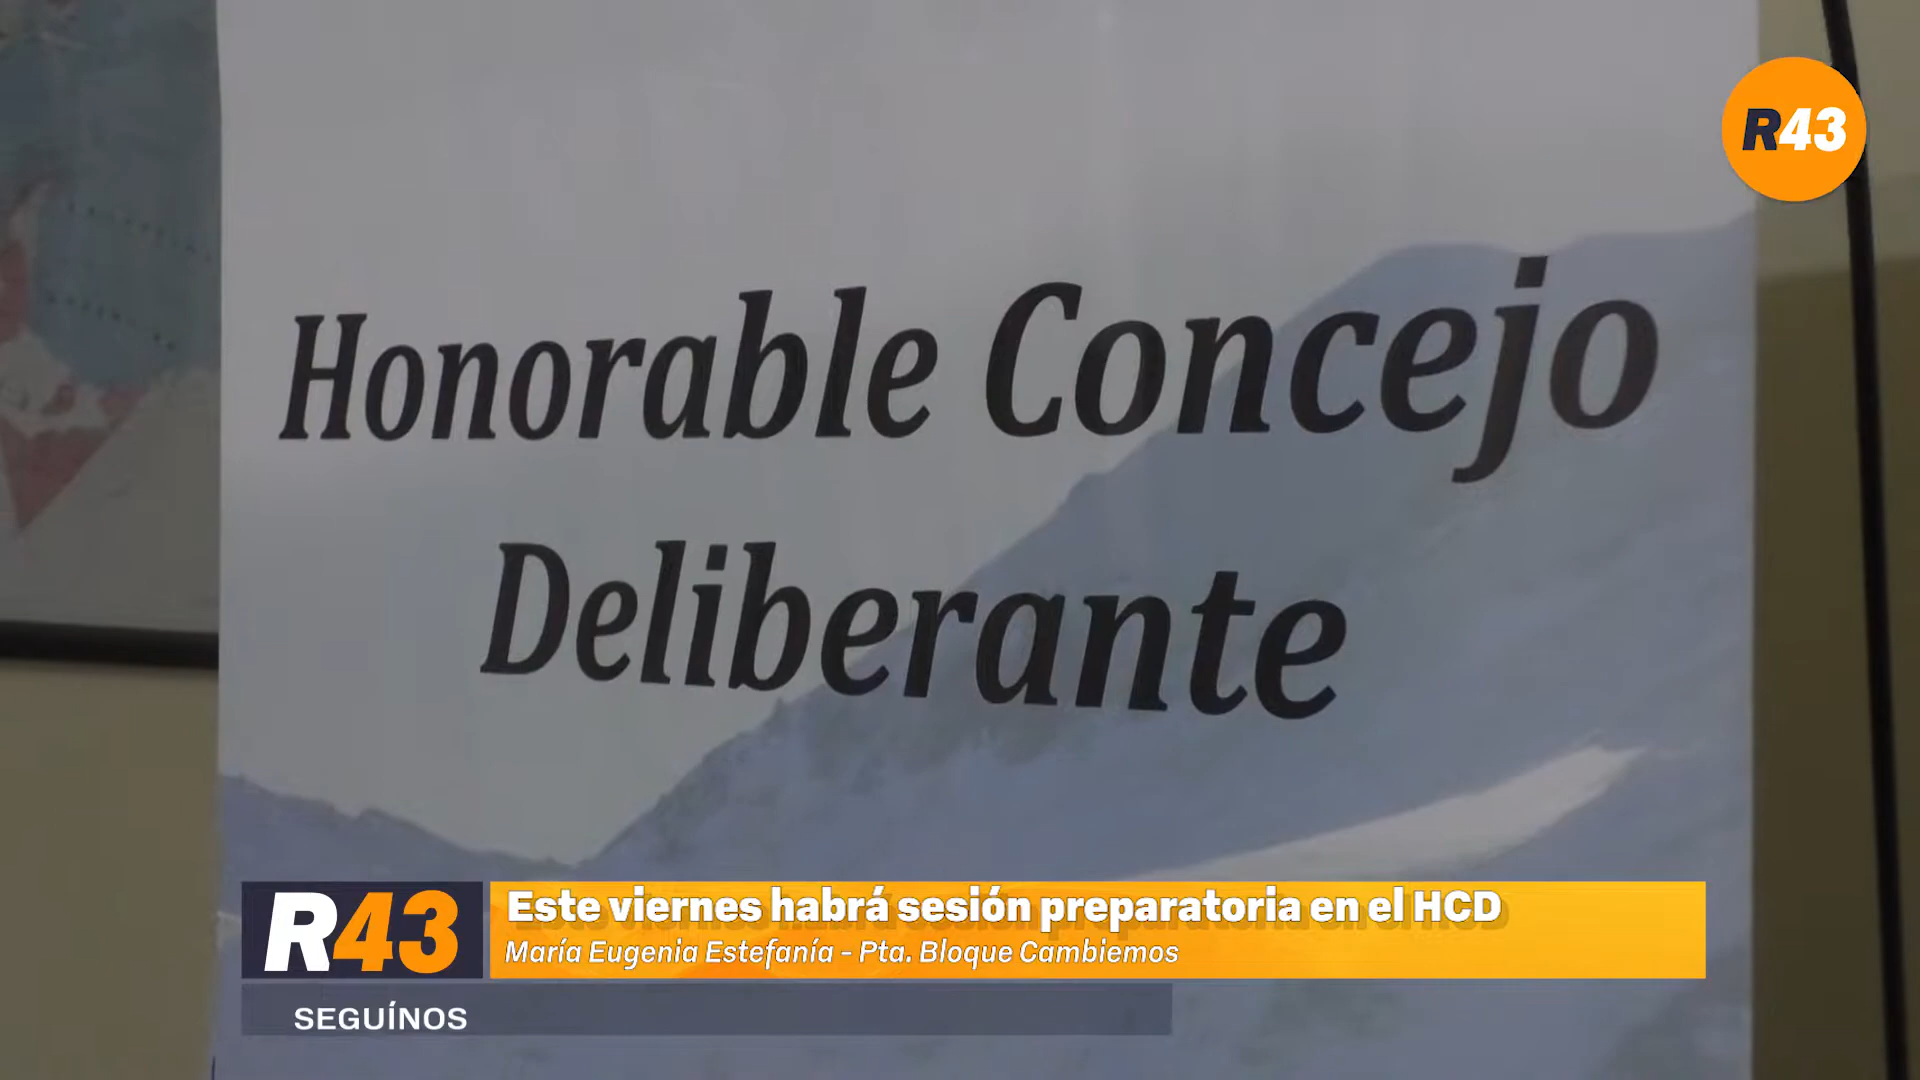 R43
Honorable Concejo
Deliberante
R43
Este viernes habrá sesión preparatoria en el HCD
María Eugenia Estefanía - Pta. Bloque Cambiemos
SEGUÍNOS